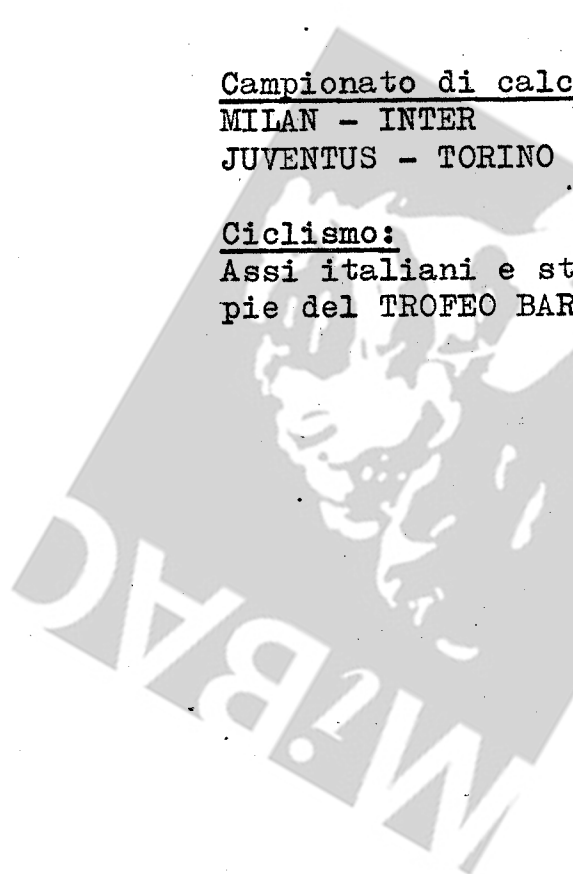 Campionato di calc
MILAN - INTER
JUVENTUS - TORINO
Ciclismo:
Assi italiani e st
pie del TROFEO BAR
MiBAC